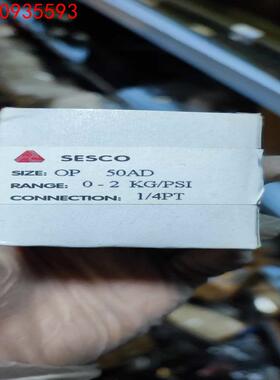 0935593
SESCO
SIZE: OP 50AD
RANGE: 0 - 2 KG/PSI
CONNECTION: 1/4PT